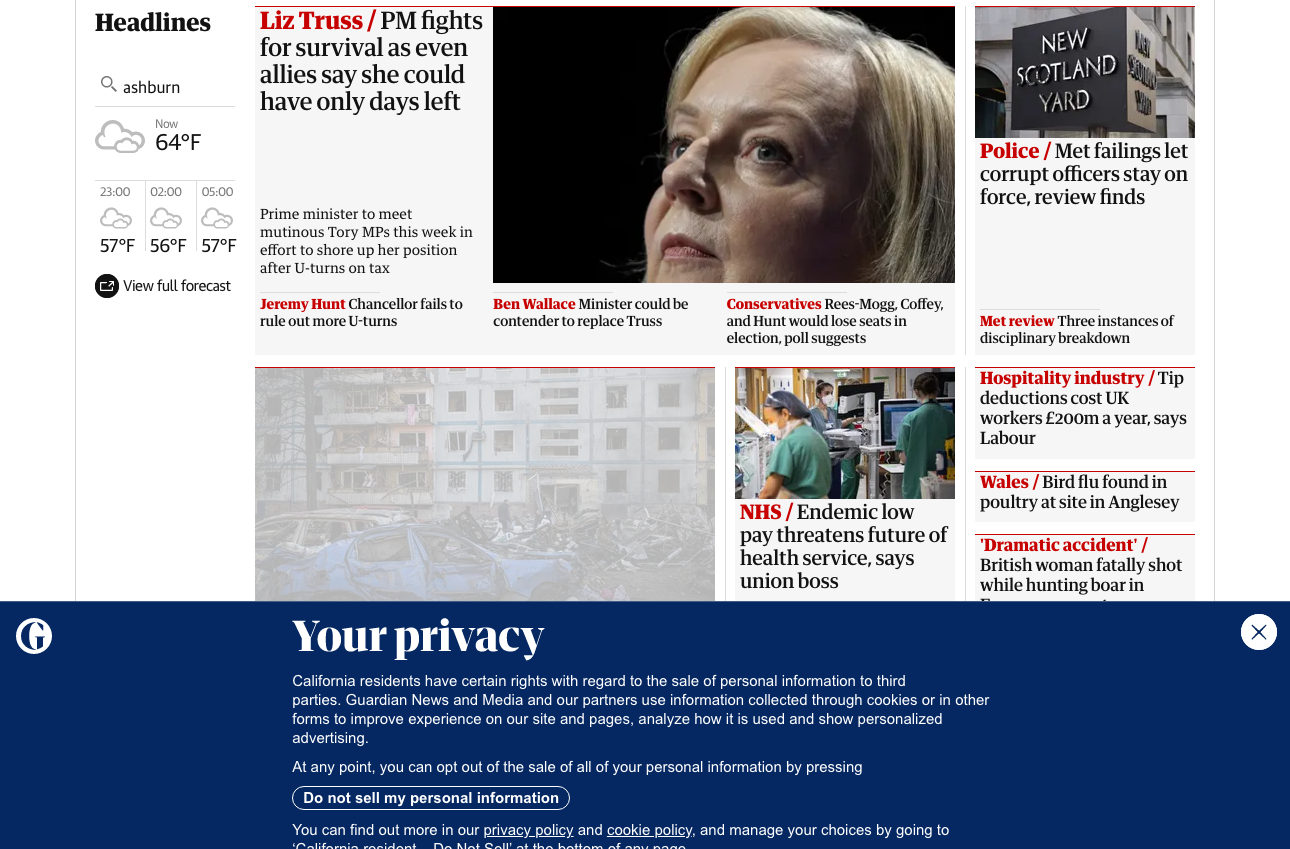 Headlines
ashburn
Now
64°F
23:00
02:00
05:00
57°F
56°F
57°F
View full forecast
Liz Truss / PM fights
for survival as even
allies say she could
have only days left
Prime minister to meet
mutinous Tory MPs this week in
effort to shore up her position
after U-turns on tax
Jeremy Hunt Chancellor fails to
rule out more U-turns
Ben Wallace Minister could be
contender to replace Truss
Conservatives Rees-Mogg, Coffey,
and Hunt would lose seats in
election, poll suggests
NEW
SCOTLAND
YARD
Police / Met failings let
corrupt officers stay on
force, review finds
Met review Three instances of
disciplinary breakdown
NHS / Endemic low
pay threatens future of
health service, says
union boss
Hospitality industry / Tip
deductions cost UK
workers £200m a year, says
Labour
Wales / Bird flu found in
poultry at site in Anglesey
'Dramatic accident' /
British woman fatally shot
while hunting boar in
Your privacy
California residents have certain rights with regard to the sale of personal information to third
parties. Guardian News and Media and our partners use information collected through cookies or in other
forms to improve experience on our site and pages, analyze how it is used and show personalized
advertising.
At any point, you can opt out of the sale of all of your personal information by pressing
Do not sell my personal information
You can find out more in our privacy policy and cookie policy, and manage your choices by going to
'California resident – Do Not Sell' at the bottom of any page.